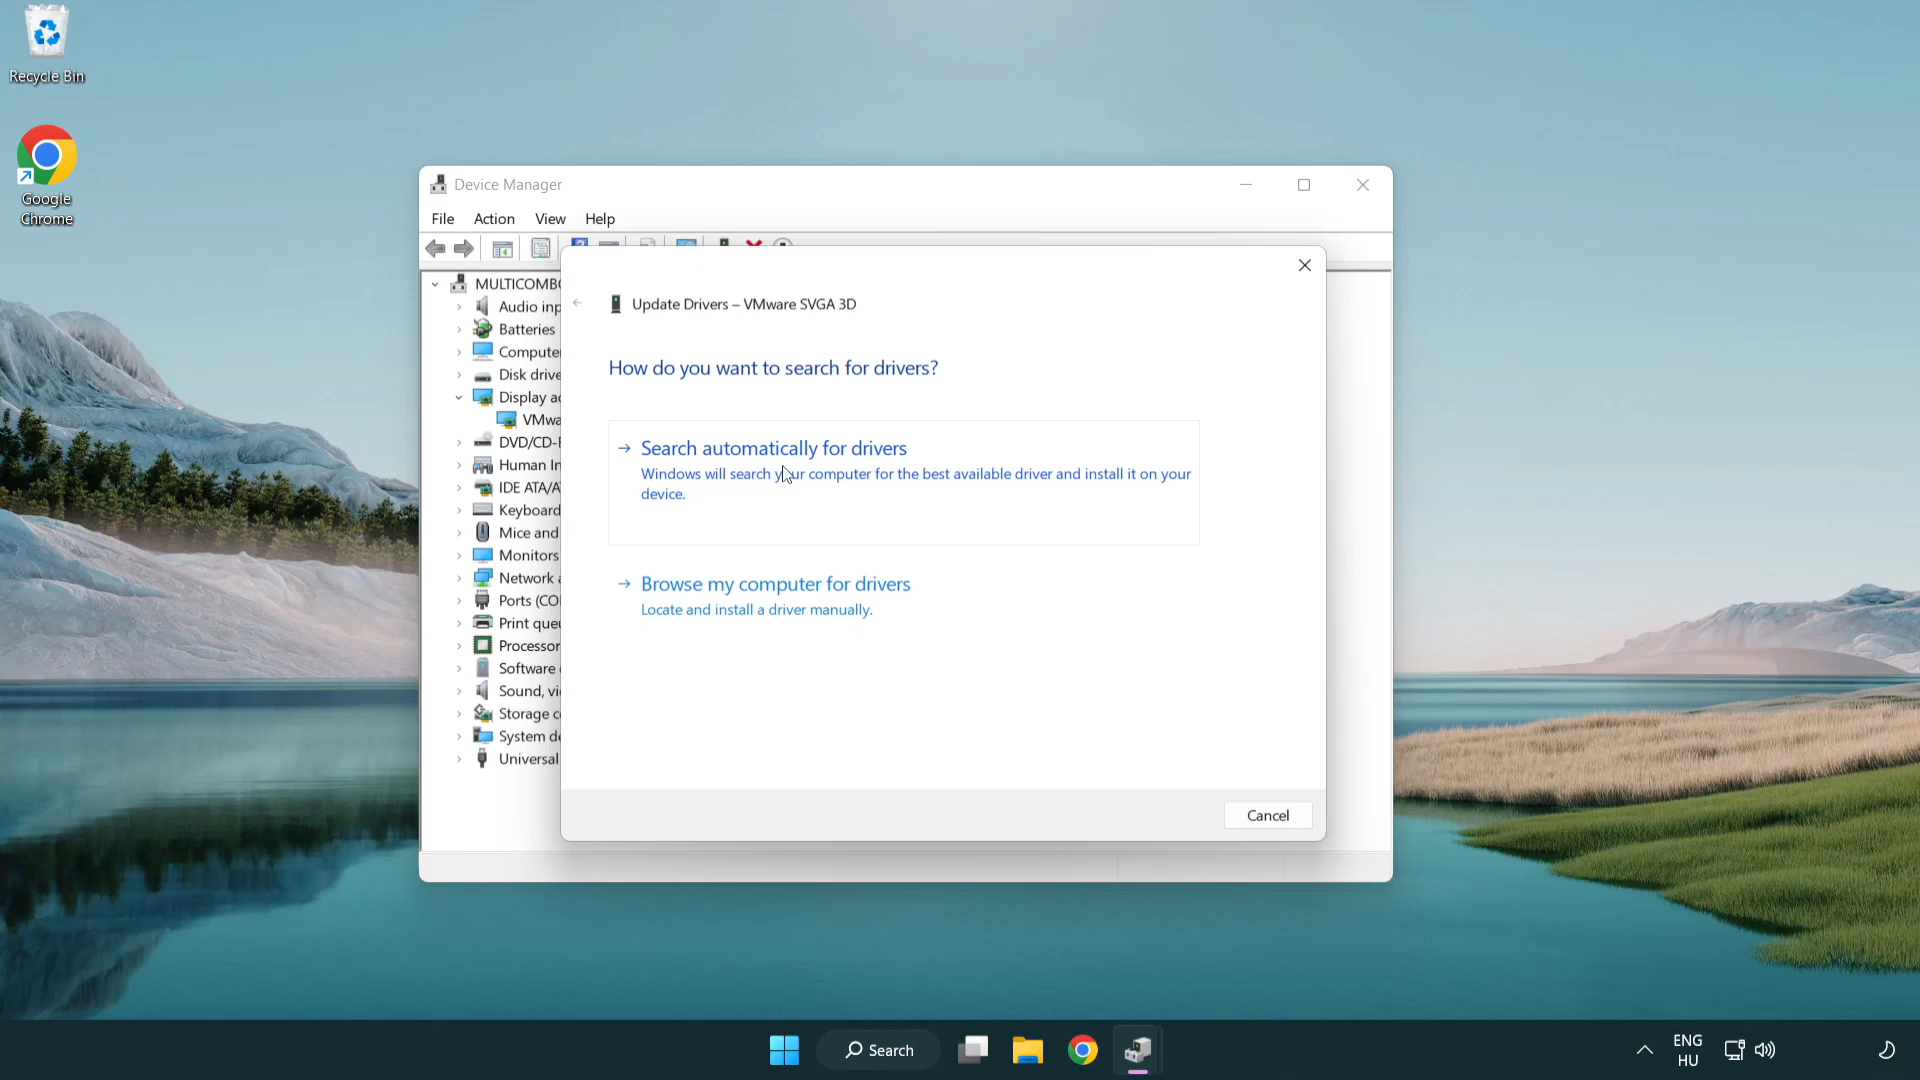 Recycle Bin
Google
Chrome
Device Manager
File Action View Help
MULTICOMB
Audio inp
Batteries
Compute
Disk drive
Display a
VMwa
DVD/CD-
Human In
IDE ATA/A
Keyboard
Mice and
Monitors
Network a
Ports (CO
Print que
Processor
Software
Sound, vi
Storage c
System de
Universal
Update Drivers – VMware SVGA 3D
How do you want to search for drivers?
Search automatically for drivers
Windows will search your computer for the best available driver and install it on your
device.
Browse my computer for drivers
Locate and install a driver manually.
Cancel
Search
ENG
HU